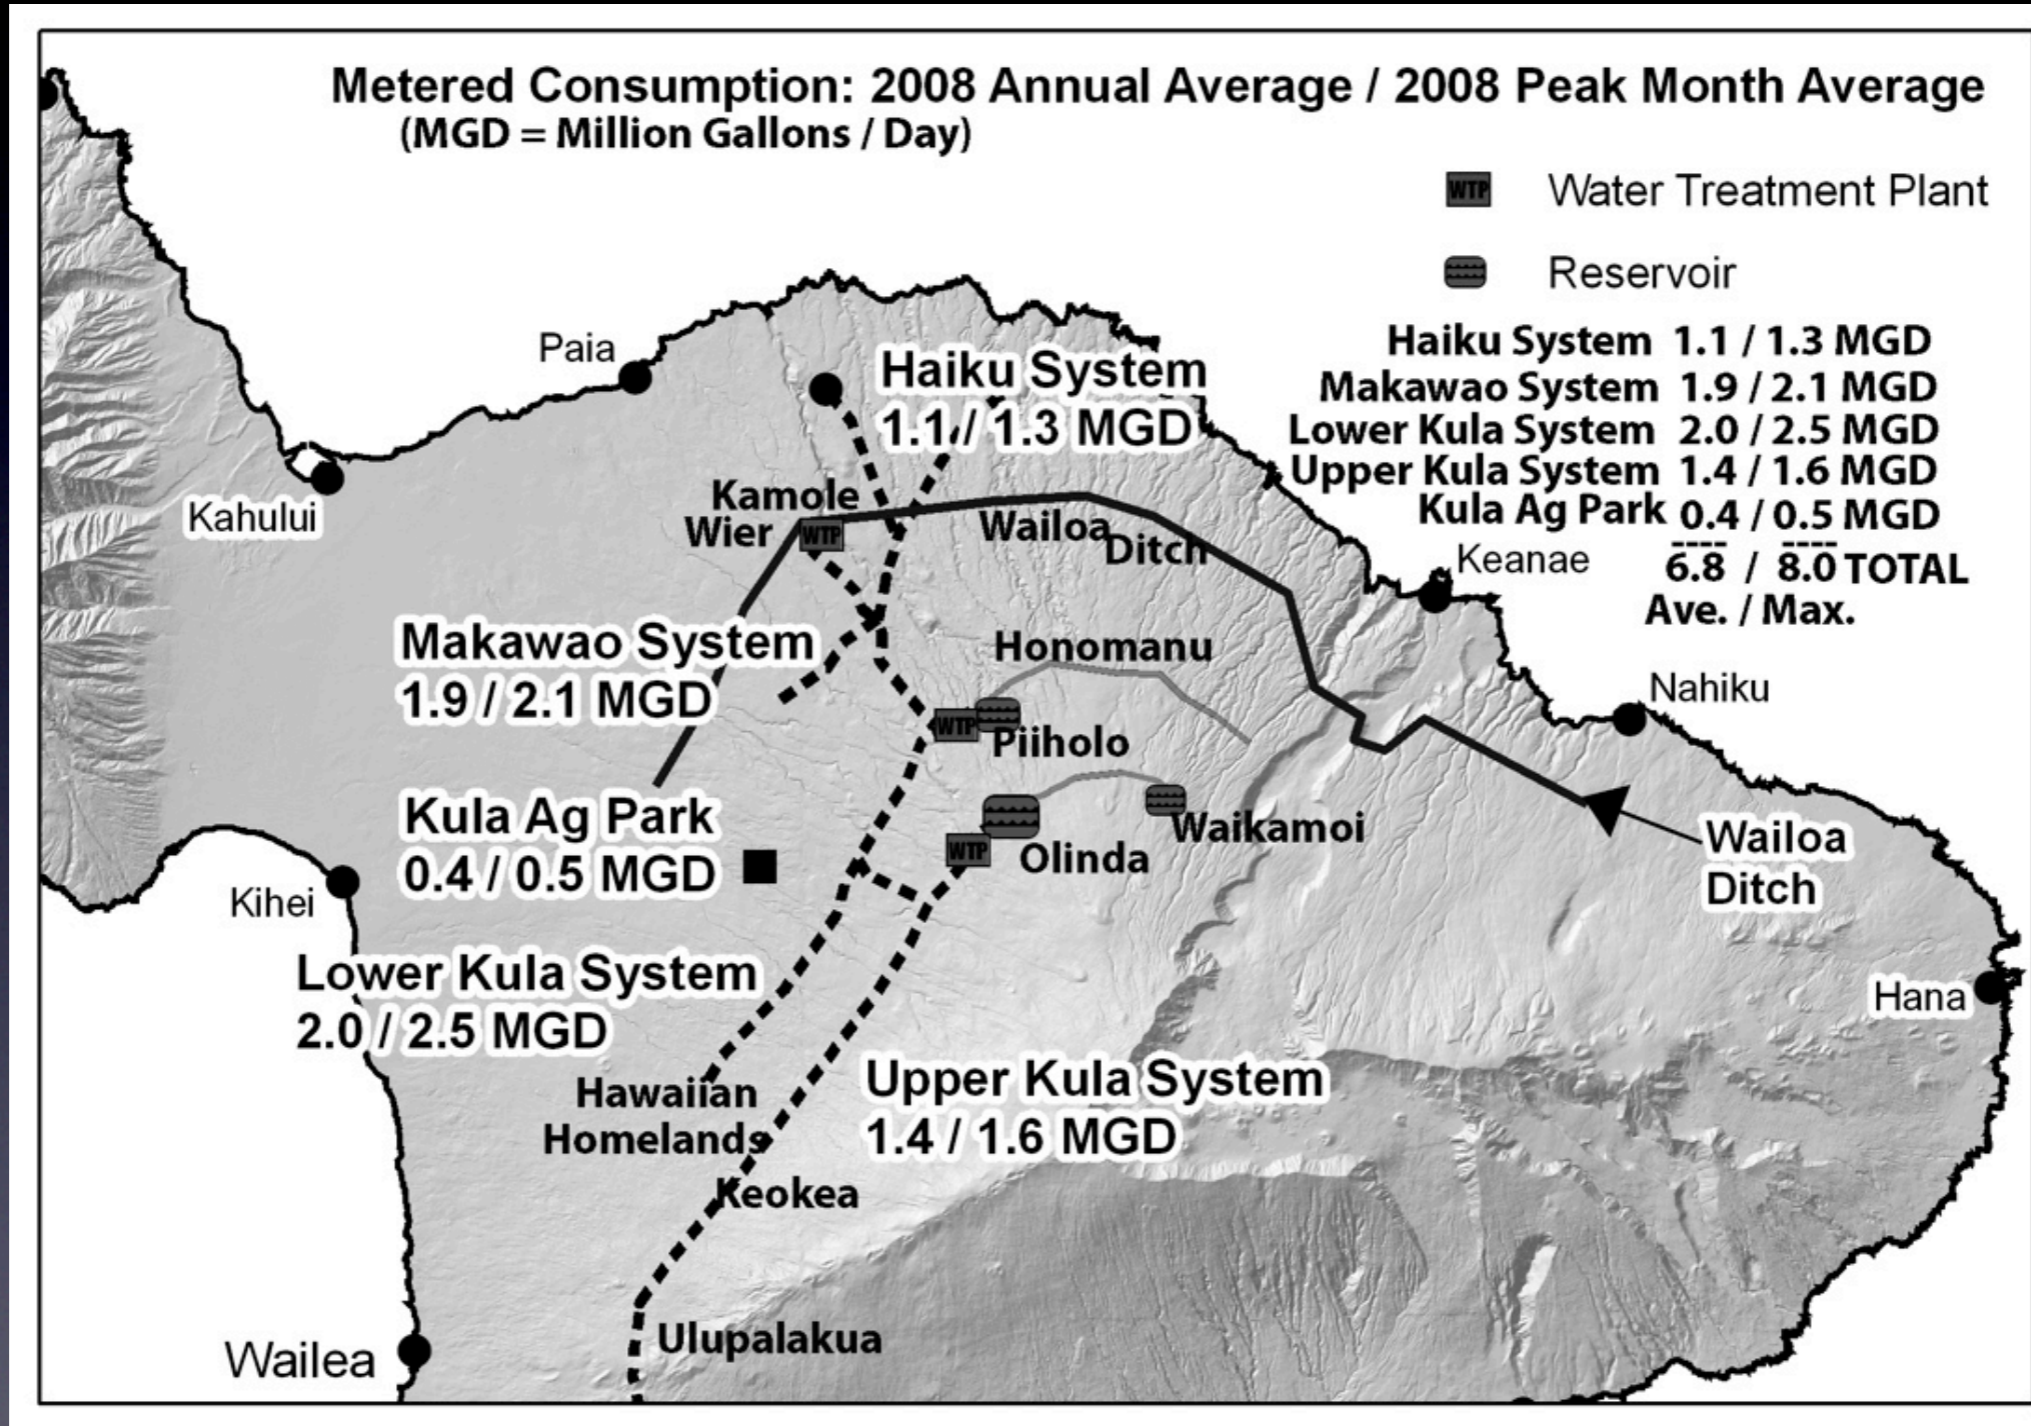 Metered Consumption: 2008 Annual Average / 2008 Peak Month Average
(MGD = Million Gallons / Day)
WTP
Water Treatment Plant
Reservoir
Haiku System 1.1 / 1.3 MGD
Makawao System 1.9 / 2.1 MGD
Lower Kula System 2.0 / 2.5 MGD
Upper Kula System 1.4 / 1.6 MGD
Kula Ag Park 0.4 / 0.5 MGD
---- ----
6.8 / 8.0 TOTAL
Ave. / Max.
Paia
Haiku System
1.1 / 1.3 MGD
Kahului
Kamole
Wier
WTP
Wailoa
Ditch
Keanae
Makawao System
1.9 / 2.1 MGD
Honomanu
Nahiku
WTP
Piiholo
Kula Ag Park
0.4 / 0.5 MGD
Waikamoi
WTP
Olinda
Wailoa
Ditch
Kihei
Lower Kula System
2.0 / 2.5 MGD
Hana
Hawaiian
Homelands
Upper Kula System
1.4 / 1.6 MGD
Keokea
Ulupalakua
Wailea